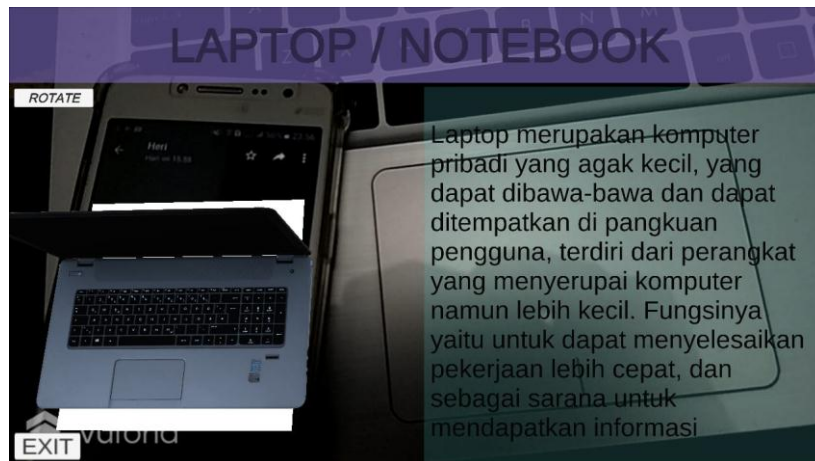 LAPTOP / NOTEBOOK
ROTATE
Heri
Laptop merupakan komputer
pribadi yang agak kecil, yang
dapat dibawa-bawa dan dapat
ditempatkan di pangkuan
pengguna, terdiri dari perangkat
yang menyerupai komputer
namun lebih kecil. Fungsinya
yaitu untuk dapat menyelesaikan
pekerjaan lebih cepat, dan
sebagai sarana untuk
mendapatkan informasi
vuforia
EXIT